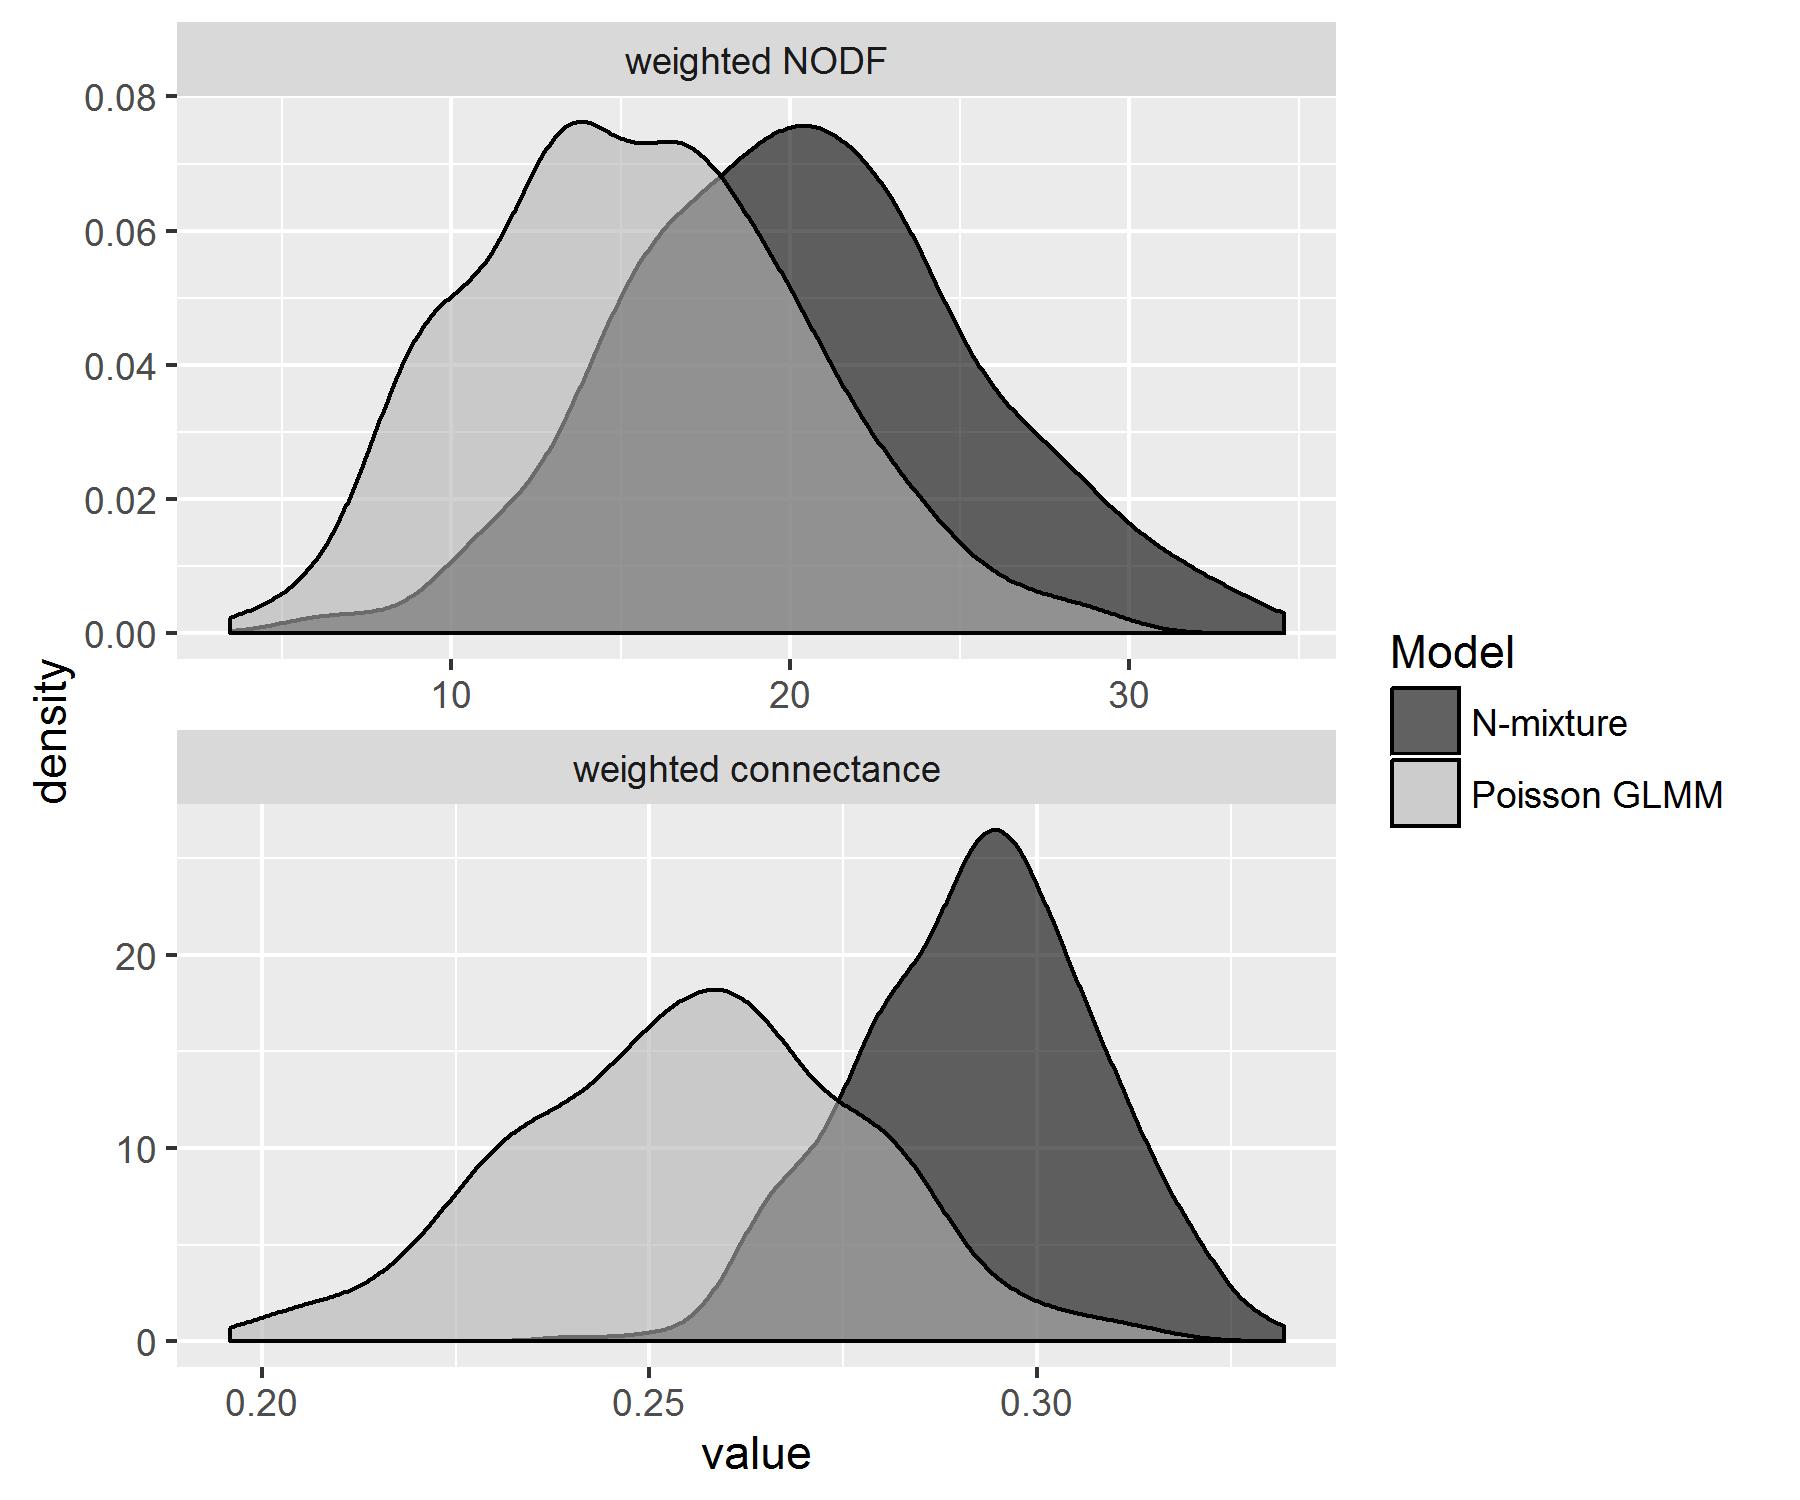 weighted NODF
0.08
0.06
0.04
0.02
0.00
10 20 30
density
weighted connectance
20
10
0
0.20 0.25 0.30
value
Model
N-mixture
Poisson GLMM